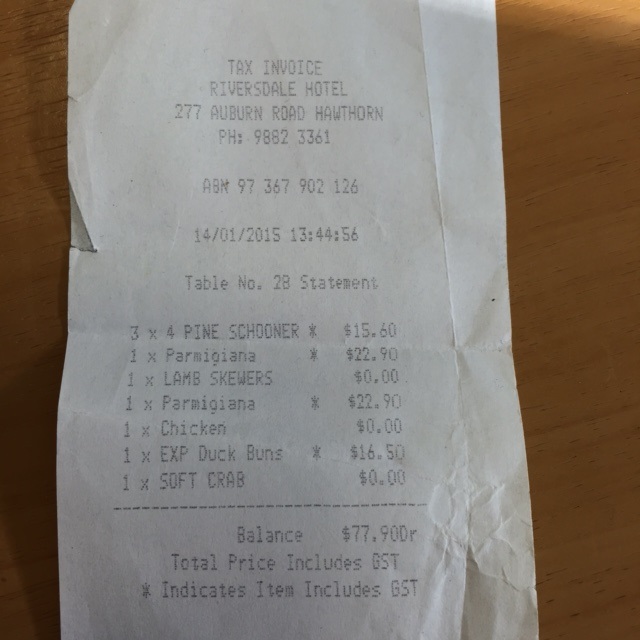 TAX INVOICE
RIVERSDALE HOTEL
277 AUBURN ROAD HAWTHORN
PH: 9882 3361
ABN 97 367 902 126
14/01/2015 13:44:56
Table No. 28 Statement
3 x 4 PINE SCHOONER * $15.60
1 x Parmigiana * $22.90
1 x LAMB SKEWERS $0.00
1 x Parmigiana * $22.90
1 x Chicken $0.00
1 x EXP Duck Buns * $16.50
1 x SOFT CRAB $0.00
Balance $77.90Dr
Total Price Includes GST
* Indicates Item Includes GST